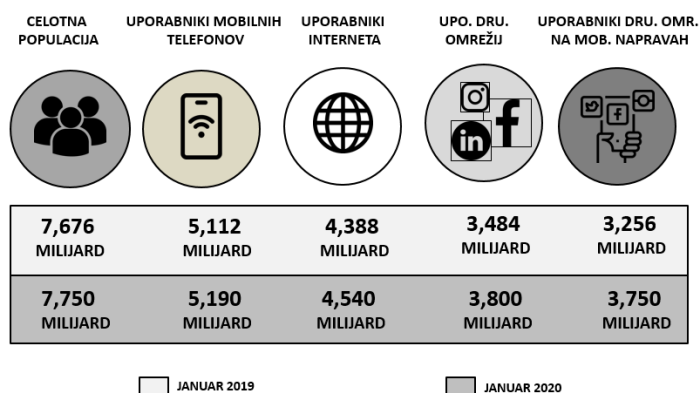 CELOTNA
POPULACIJA
UPORABNIKI MOBILNIH
TELEFONOV
UPORABNIKI
INTERNETA
UPO. DRU.
OMREŽIJ
UPORABNIKI DRU. OMR.
NA MOB. NAPRAVAH
f
in
f
7,676 5,112 4,388 3,484 3,256
MILIJARD MILIJARD MILIJARD MILIJARD MILIJARD
7,750 5,190 4,540 3,800 3,750
MILIJARD MILIJARD MILIJARD MILIJARD MILIJARD
JANUAR 2019 JANUAR 2020